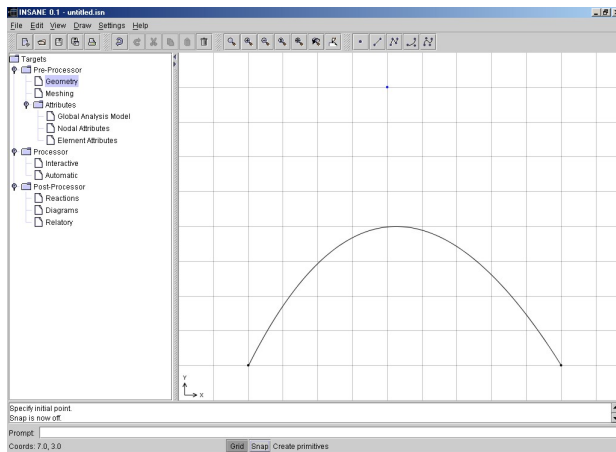 INSANE 0.1 - untitled.isn
File Edit View Draw Settings Help
Targets
Pre-Processor
Geometry
Meshing
Attributes
Global Analysis Model
Nodal Attributes
Element Attributes
Processor
Interactive
Automatic
Post-Processor
Reactions
Diagrams
Relatory
Y
X
Specify initial point.
Snap is now off.
Prompt:
Coords: 7.0, 3.0 Grid Snap Create primitives